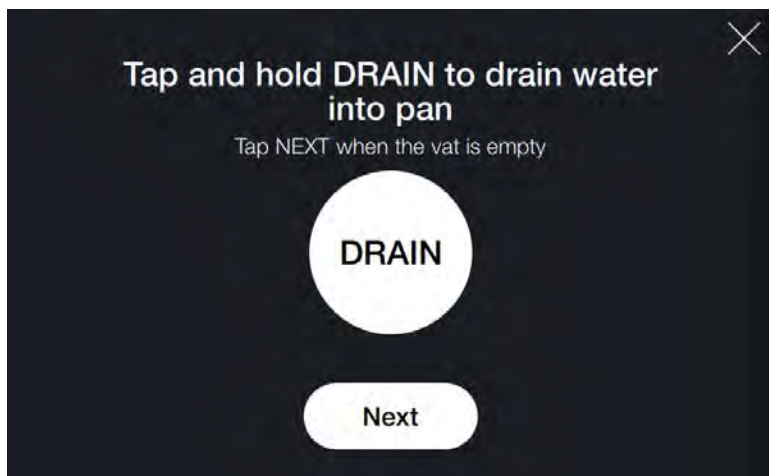 Tap and hold DRAIN to drain water
into pan
Tap NEXT when the vat is empty
DRAIN
Next